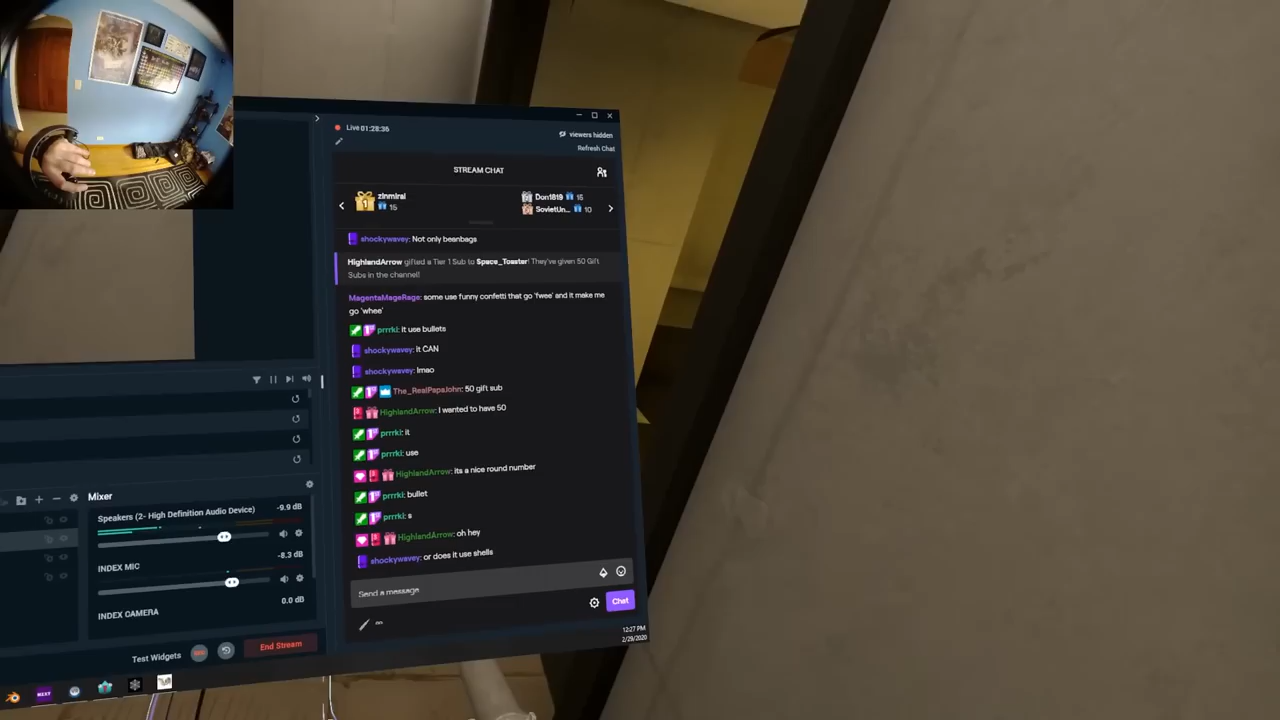 Live 01:28:36
viewers hidden
Refresh Chat
STREAM CHAT
zinmirai
15
Don1819 15
SovietUn... 10
shockywavey: Not only beanbags
HighlandArrow gifted a Tier 1 Sub to Space_Toaster! They've given 50 Gift
Subs in the channel!
MagentaMageRage: some use funny confetti that go 'fwee' and it make me
go 'whee'
prrrki: it use bullets
shockywavey: it CAN
shockywavey: lmao
The_RealPapaJohn: 50 gift sub
HighlandArrow: I wanted to have 50
prrrki: it
prrrki: use
HighlandArrow: its a nice round number
prrrki: bullet
prrrki: s
HighlandArrow: oh hey
shockywavey: or does it use shells
Send a message
Chat
12:27 PM
2/29/2020
Mixer
Speakers (2- High Definition Audio Device) -9.9 dB
INDEX MIC -8.3 dB
INDEX CAMERA 0.0 dB
Test Widgets
End Stream